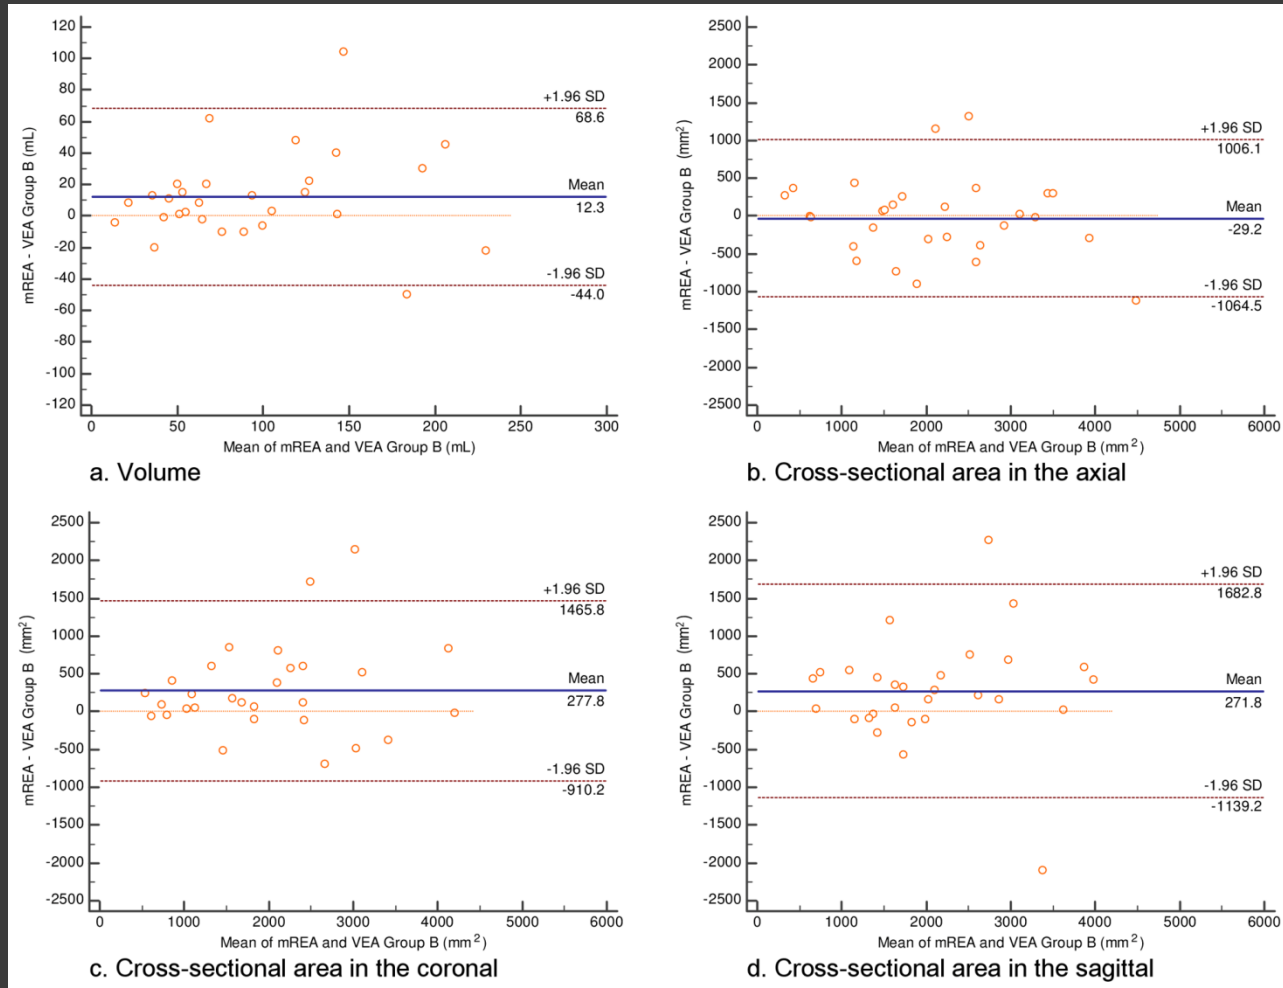 120
100
80
60
40
20
0
-20
-40
-60
-80
-100
-120
mREA - VEA Group B (mL)
+1.96 SD
68.6
Mean
12.3
-1.96 SD
-44.0
0 50 100 150 200 250 300
Mean of mREA and VEA Group B (mL)
a. Volume
2500
2000
1500
1000
500
0
-500
-1000
-1500
-2000
-2500
mREA - VEA Group B (mm²)
+1.96 SD
1006.1
Mean
-29.2
-1.96 SD
-1064.5
0 1000 2000 3000 4000 5000 6000
Mean of mREA and VEA Group B (mm²)
b. Cross-sectional area in the axial
2500
2000
1500
1000
500
0
-500
-1000
-1500
-2000
-2500
mREA - VEA Group B (mm²)
+1.96 SD
1465.8
Mean
277.8
-1.96 SD
-910.2
0 1000 2000 3000 4000 5000 6000
Mean of mREA and VEA Group B (mm²)
c. Cross-sectional area in the coronal
2500
2000
1500
1000
500
0
-500
-1000
-1500
-2000
-2500
mREA - VEA Group B (mm²)
+1.96 SD
1682.8
Mean
271.8
-1.96 SD
-1139.2
0 1000 2000 3000 4000 5000 6000
Mean of mREA and VEA Group B (mm²)
d. Cross-sectional area in the sagittal